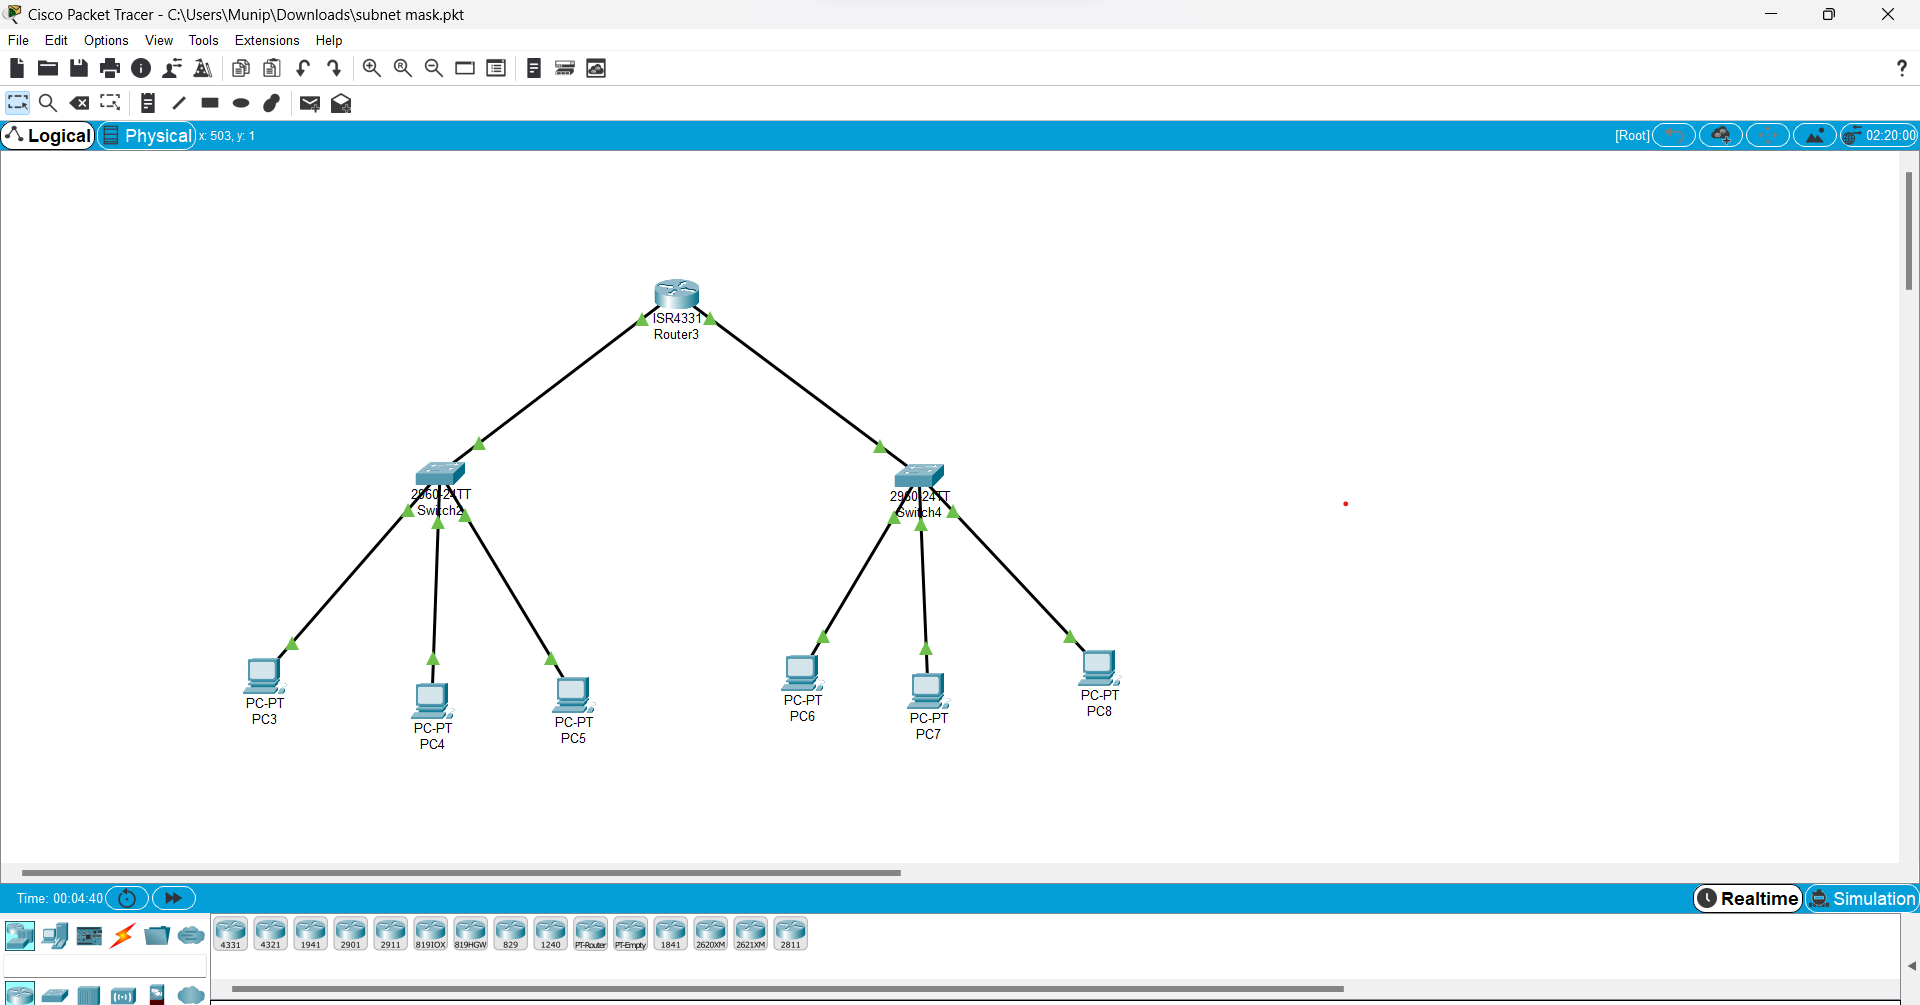 Cisco Packet Tracer - C:\Users\Munip\Downloads\subnet mask.pkt
File Edit Options View Tools Extensions Help
?
Logical Physical x: 503, y: 1 [Root] 02:20:00
ISR4331
Router3
2960-24TT
Switch2
2960-24TT
Switch4
PC-PT
PC3
PC-PT
PC4
PC-PT
PC5
PC-PT
PC6
PC-PT
PC7
PC-PT
PC8
Time: 00:04:40 Realtime Simulation
4331 4321 1941 2901 2911 819IOX 819HGW 829 1240 PT-Router PT-Empty 1841 2620XM 2621XM 2811